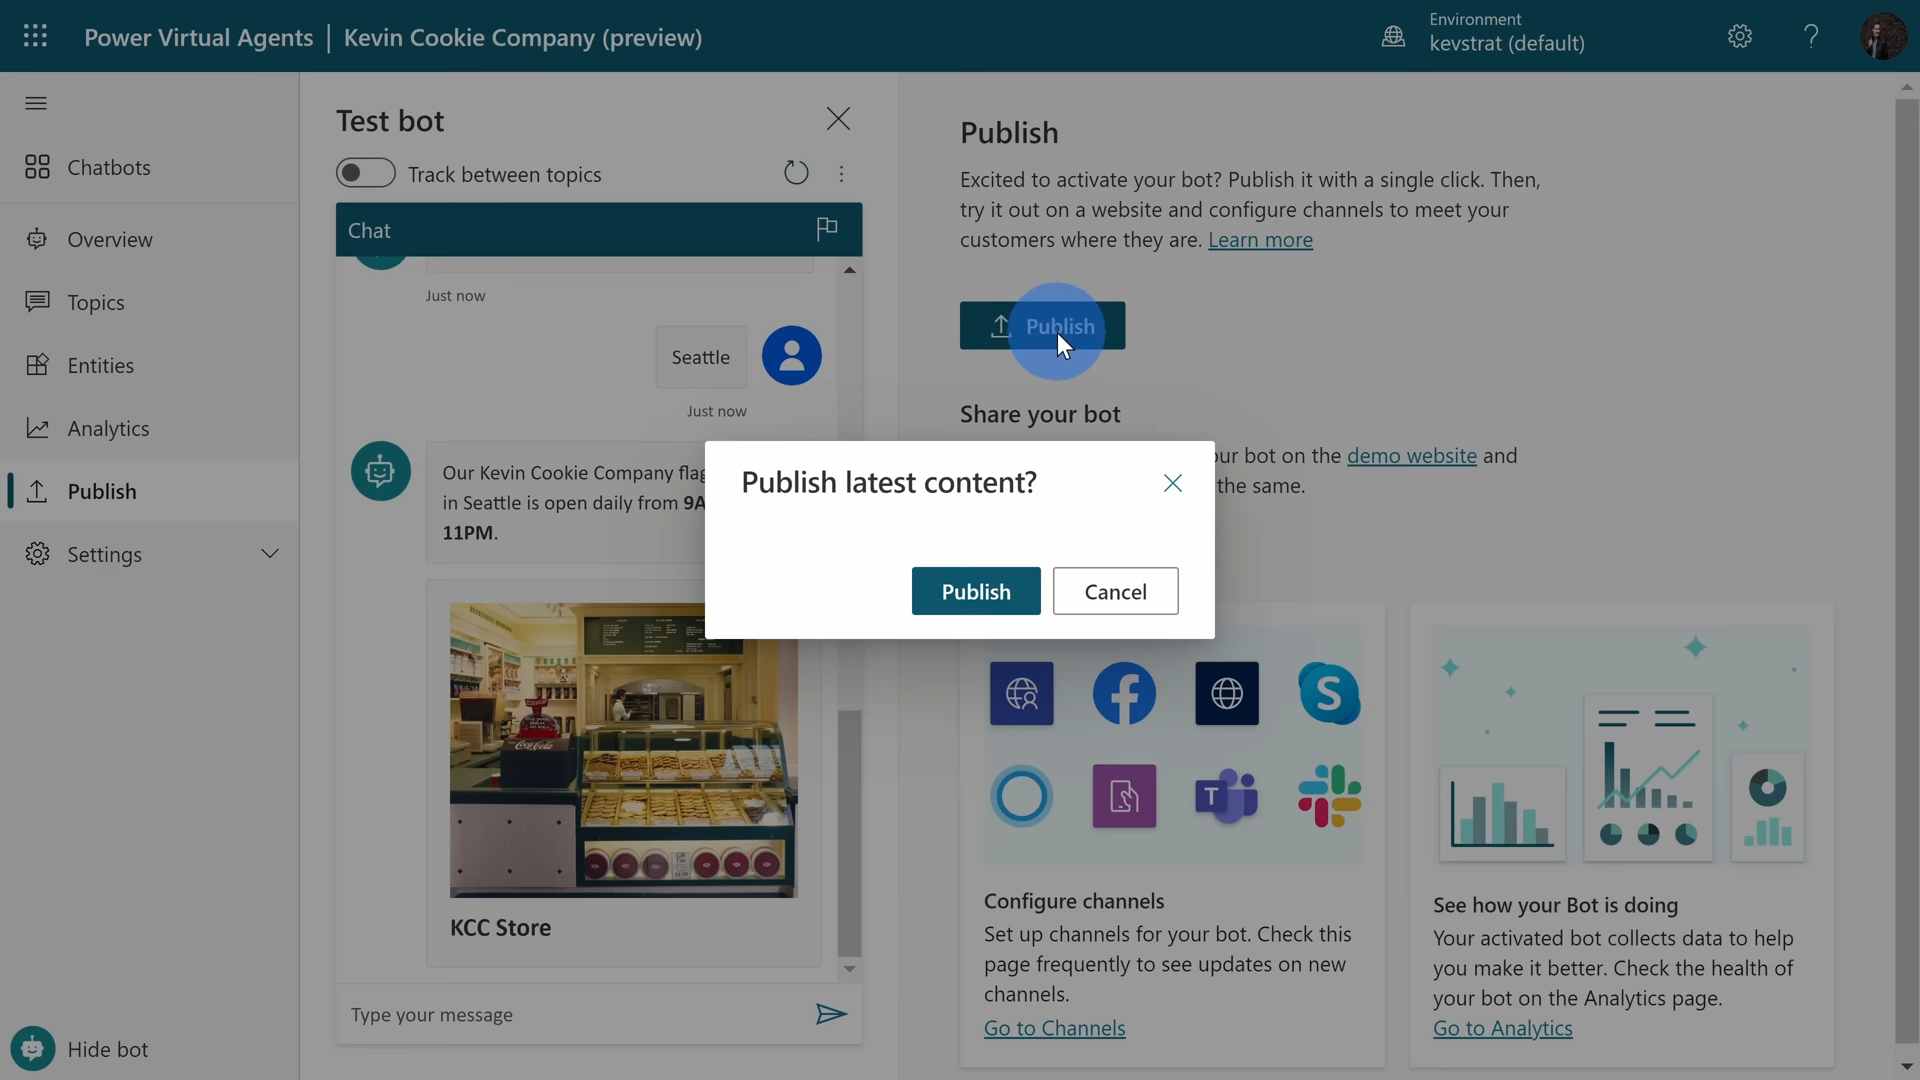 Power Virtual Agents | Kevin Cookie Company (preview)
Environment
kevstrat (default)
?
Chatbots
Overview
Topics
Entities
Analytics
Publish
Settings
Hide bot
Test bot
Track between topics
Chat
Just now
Seattle
Just now
Our Kevin Cookie Company flag
in Seattle is open daily from 9A
11PM.
Coca-Cola
KCC Store
Type your message
Publish
Excited to activate your bot? Publish it with a single click. Then,
try it out on a website and configure channels to meet your
customers where they are. Learn more
Publish
Share your bot
ur bot on the demo website and
the same.
Publish latest content?
Publish
Cancel
S
T
Configure channels
Set up channels for your bot. Check this
page frequently to see updates on new
channels.
Go to Channels
See how your Bot is doing
Your activated bot collects data to help
you make it better. Check the health of
your bot on the Analytics page.
Go to Analytics